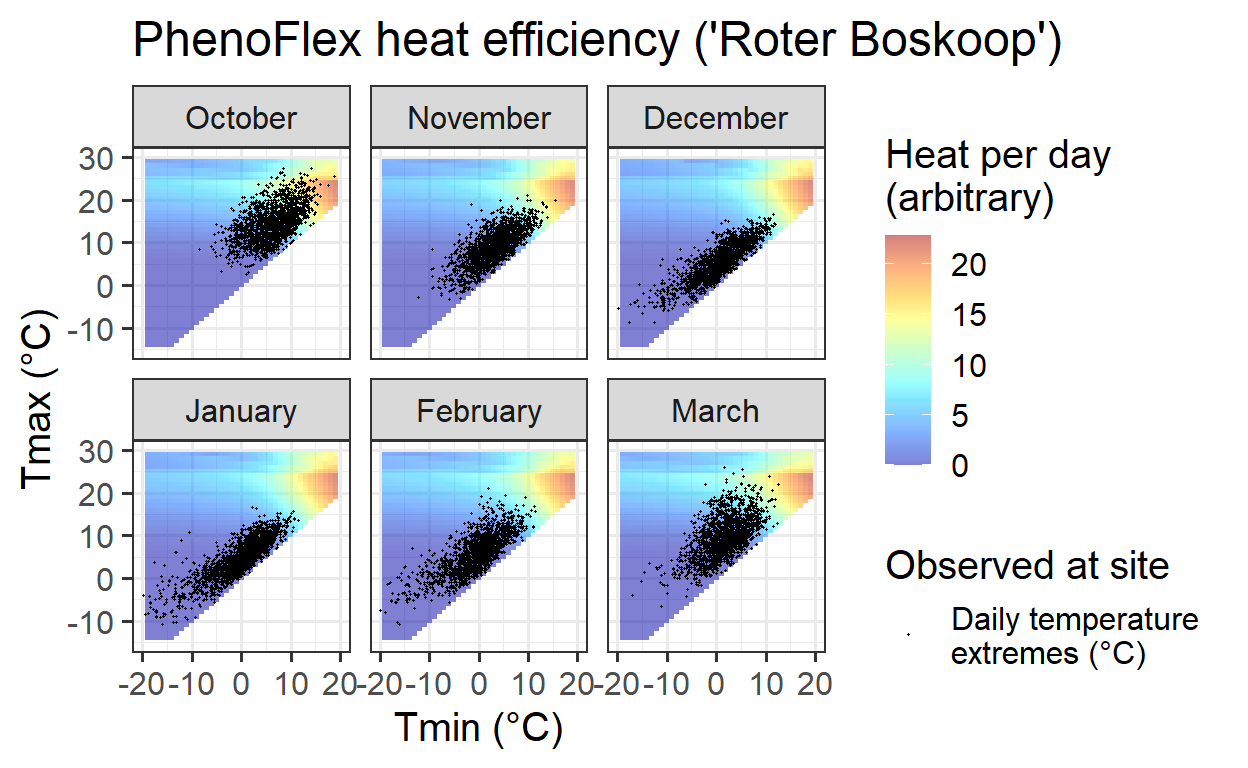 PhenoFlex heat efficiency ('Roter Boskoop')
October November December
30
20
10
0
-10
January February March
30
20
10
0
-10
-20 -10 0 10 20 -20 -10 0 10 20 -20 -10 0 10 20
Tmin (°C)
Tmax (°C)
Heat per day
(arbitrary)
20
15
10
5
0
Observed at site
Daily temperature
extremes (°C)